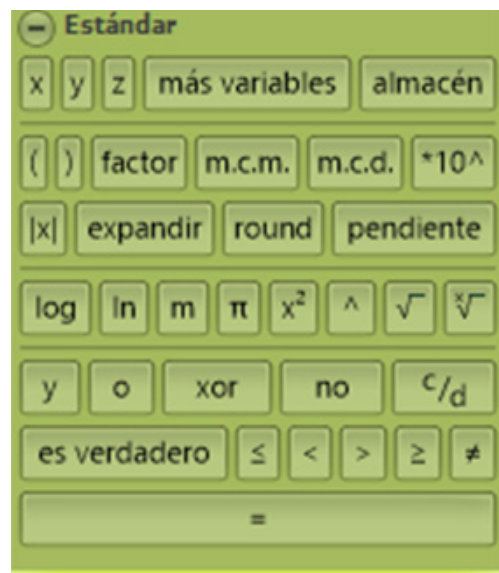 Estándar
x y z más variables almacén
( ) factor m.c.m. m.c.d. *10^
|x| expandir round pendiente
log ln m π x² ^ √ ˣ√
y o xor no c/d
es verdadero ≤ < > ≥ ≠
=